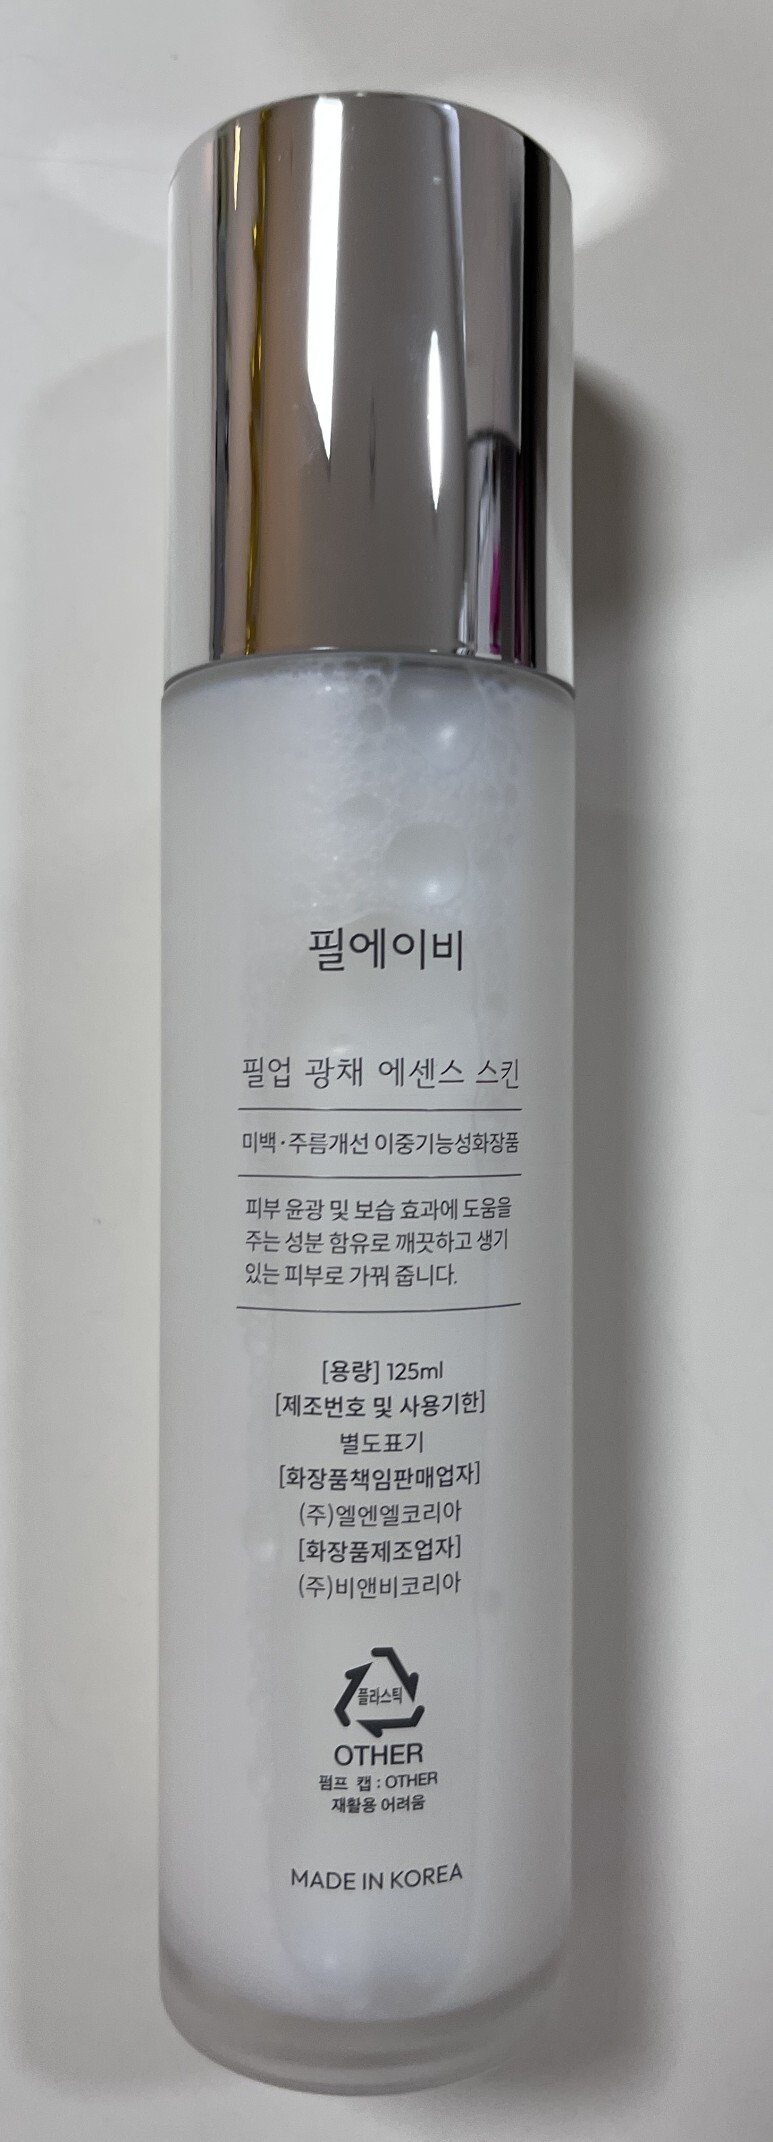 필에이비
필업 광채 에센스 스킨
미백·주름개선 이중기능성화장품
피부 윤광 및 보습 효과에 도움을
주는 성분 함유로 깨끗하고 생기
있는 피부로 가꿔 줍니다.
[용량] 125ml
[제조번호 및 사용기한]
별도표기
[화장품책임판매업자]
(주)엘엔엘코리아
[화장품제조업자]
(주)비앤비코리아
플라스틱
OTHER
펌프 캡 : OTHER
재활용 어려움
MADE IN KOREA